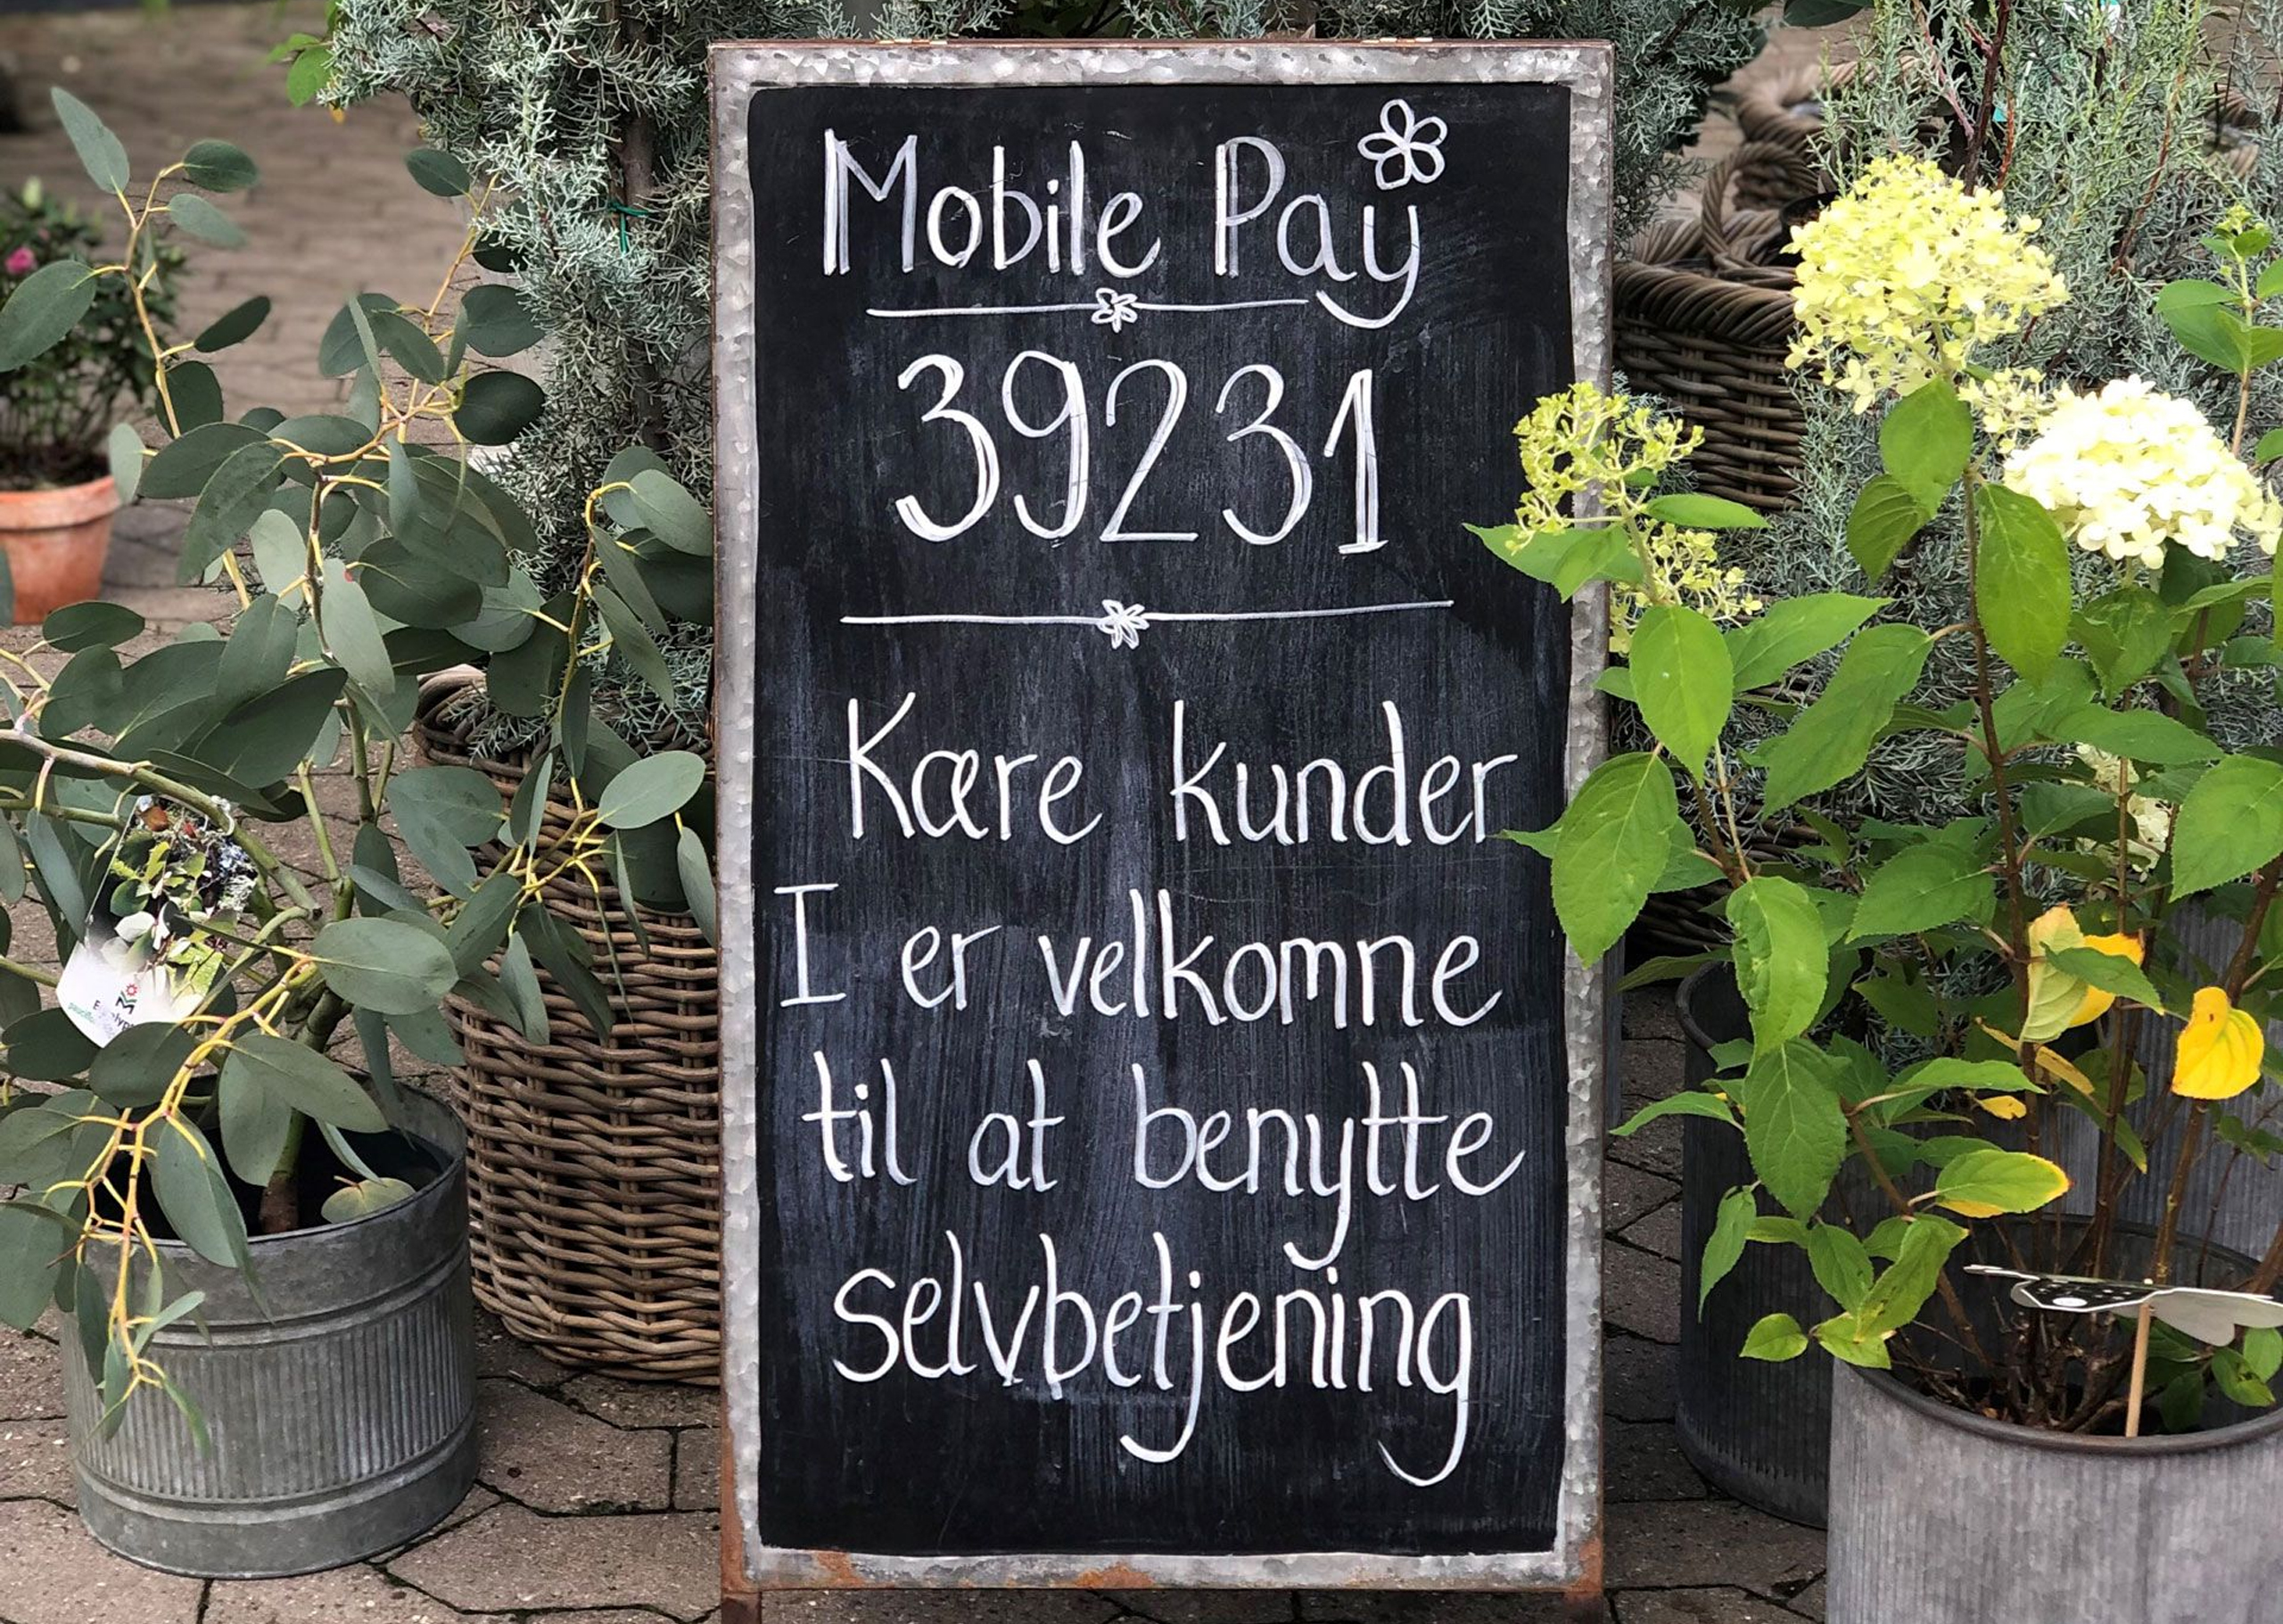 Mobile Pay
39231
Kære kunder
I er velkomne
til at benytte
selvbetjening